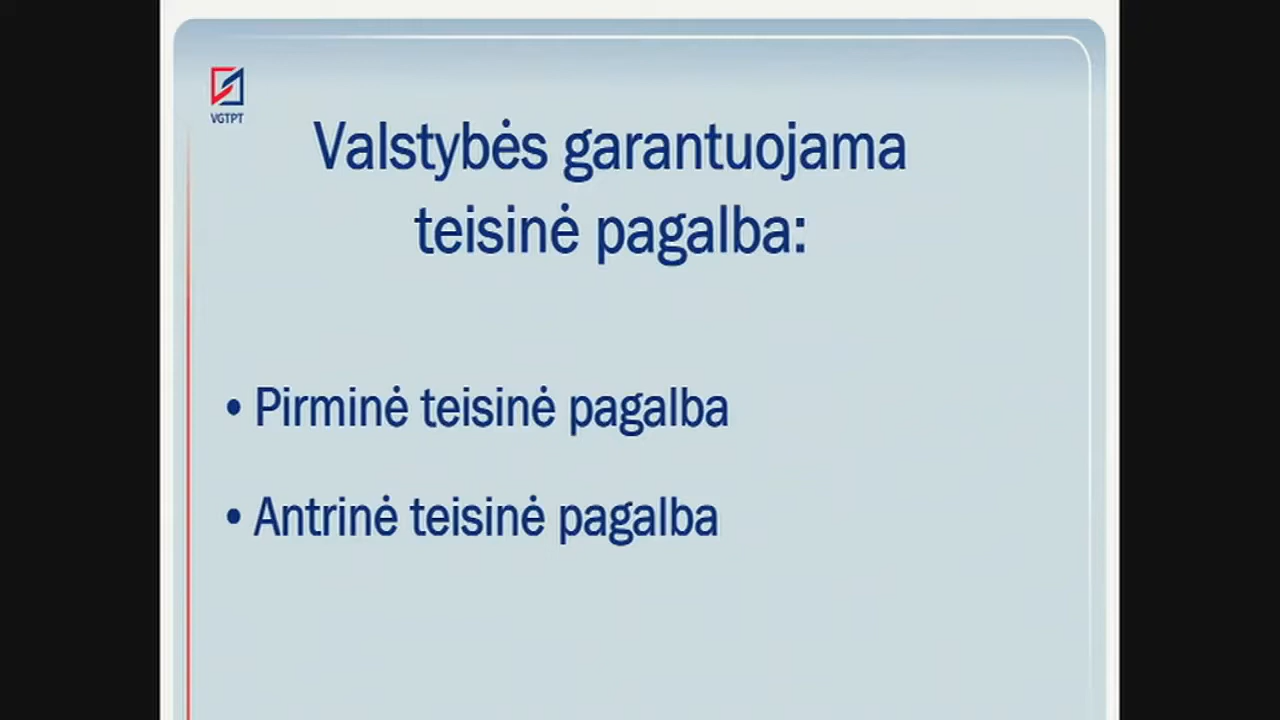 VGTPT
Valstybės garantuojama
teisinė pagalba:
• Pirminė teisinė pagalba
• Antrinė teisinė pagalba